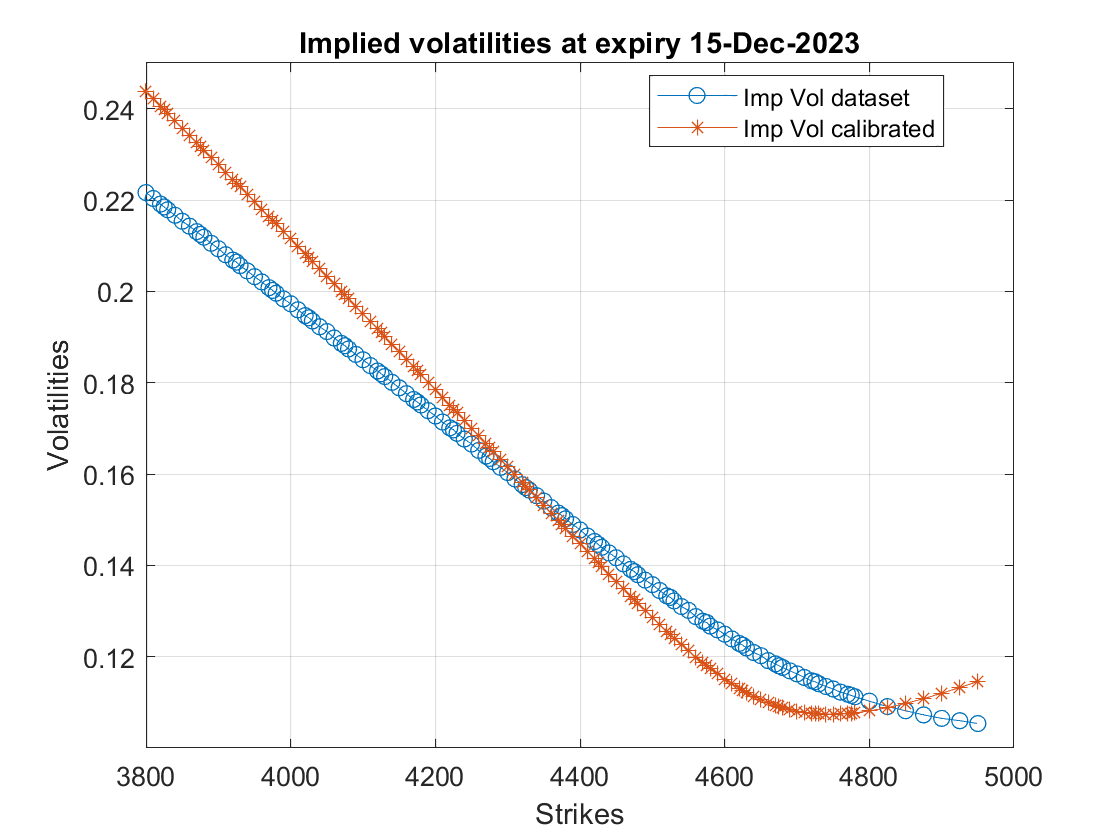 Implied volatilities at expiry 15-Dec-2023
Imp Vol dataset
Imp Vol calibrated
0.24
0.22
0.2
0.18
0.16
0.14
0.12
Volatilities
3800 4000 4200 4400 4600 4800 5000
Strikes